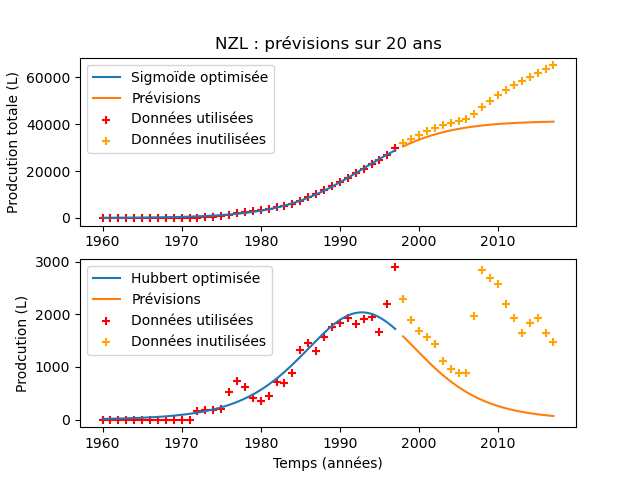 NZL : prévisions sur 20 ans
Prodcution totale (L)
60000
40000
20000
0
Sigmoïde optimisée
Prévisions
Données utilisées
Données inutilisées
1960 1970 1980 1990 2000 2010
Prodcution (L)
3000
2000
1000
0
Hubbert optimisée
Prévisions
Données utilisées
Données inutilisées
1960 1970 1980 1990 2000 2010
Temps (années)